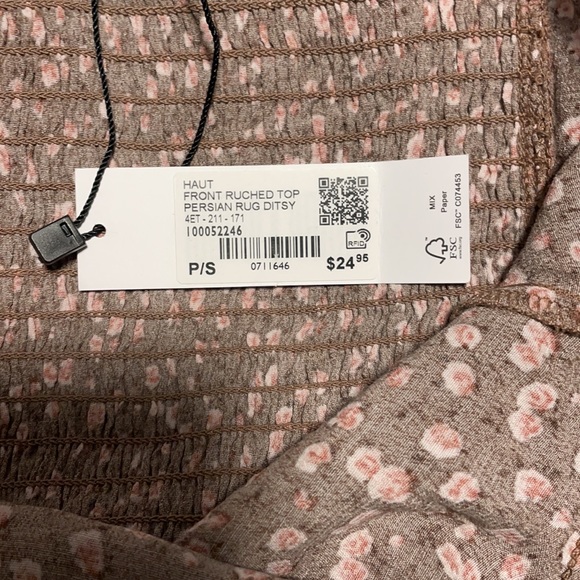 HAUT
FRONT RUCHED TOP
PERSIAN RUG DITSY
4ET - 211 - 171
100052246
RFID
P/S
0711646
$24.95
MIX
Paper
FSC® C074453
FSC